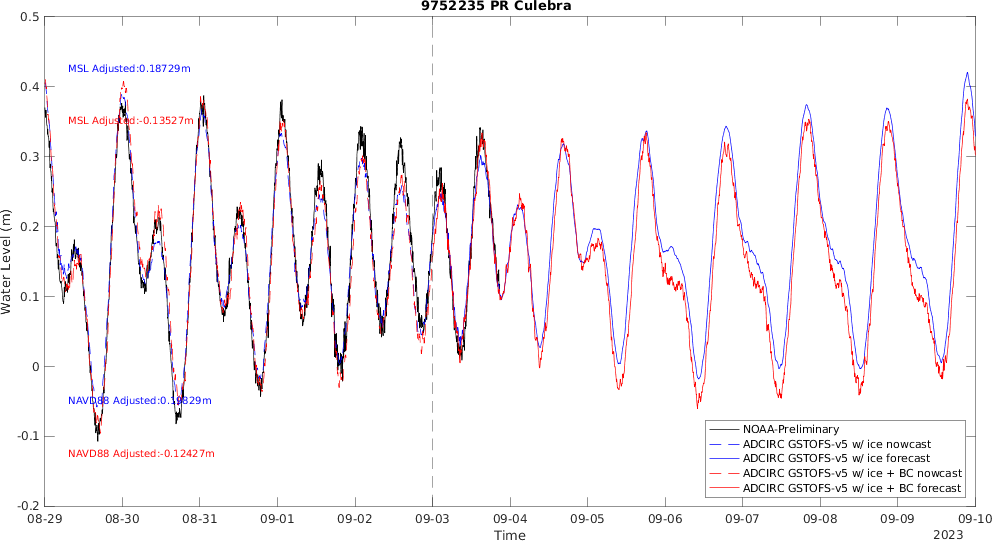 9752235 PR Culebra
0.5
0.4
0.3
0.2
0.1
0
-0.1
-0.2
Water Level (m)
MSL Adjusted:0.18729m
MSL Adjusted:-0.13527m
NAVD88 Adjusted:0.19829m
NAVD88 Adjusted:-0.12427m
NOAA-Preliminary
ADCIRC GSTOFS-v5 w/ ice nowcast
ADCIRC GSTOFS-v5 w/ ice forecast
ADCIRC GSTOFS-v5 w/ ice + BC nowcast
ADCIRC GSTOFS-v5 w/ ice + BC forecast
08-29 08-30 08-31 09-01 09-02 09-03 09-04 09-05 09-06 09-07 09-08 09-09 09-10
Time
2023